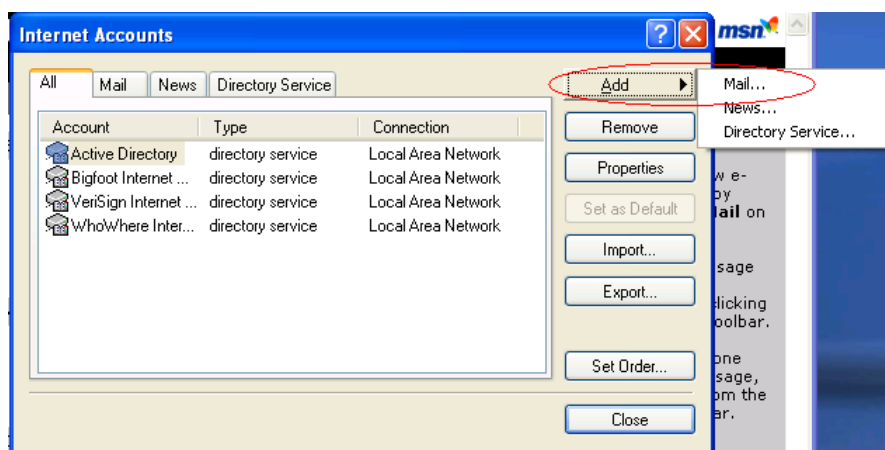 Internet Accounts
msn
All Mail News Directory Service
Add
Mail...
News...
Directory Service...
Account Type Connection
Remove
Active Directory directory service Local Area Network
Bigfoot Internet ... directory service Local Area Network
Properties
VeriSign Internet ... directory service Local Area Network
WhoWhere Inter... directory service Local Area Network
Set as Default
Import...
Export...
Set Order...
Close
w e-
by
ail on
sage
licking
oolbar.
one
sage,
om the
ar.